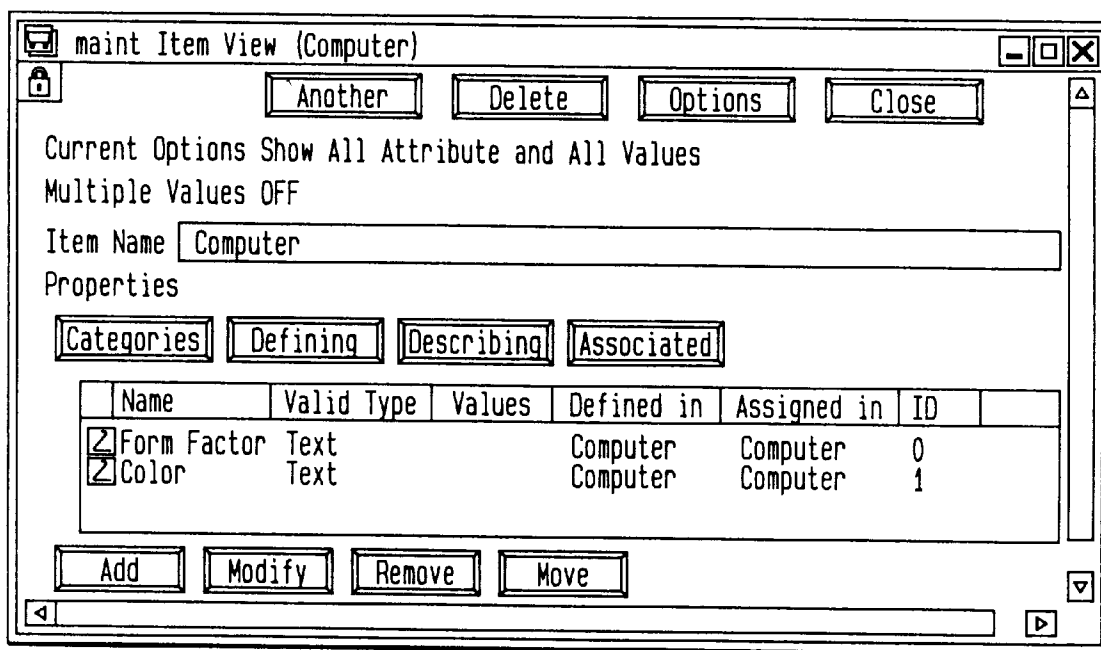 maint Item View (Computer)
Another Delete Options Close
Current Options Show All Attribute and All Values
Multiple Values OFF
Item Name Computer
Properties
Categories Defining Describing Associated
Name Valid Type Values Defined in Assigned in ID
Form Factor Text Computer Computer 0
Color Text Computer Computer 1
Add Modify Remove Move